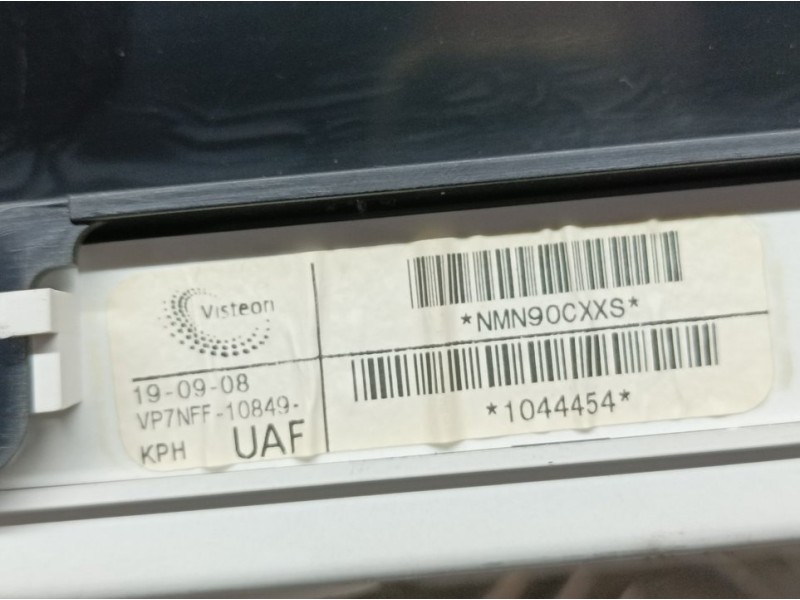 Visteon
*NMN90CXXS*
19-09-08
VP7NFF-10849-
KPH UAF
*1044454*